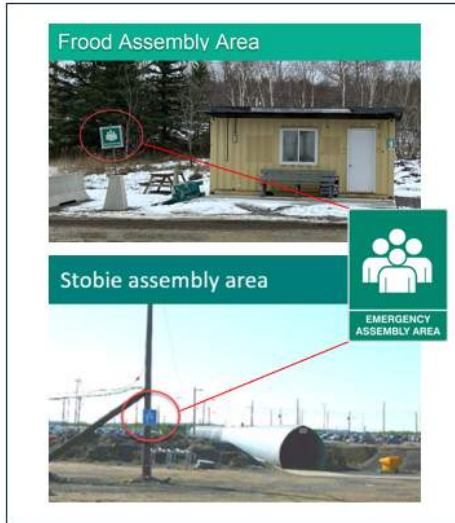 Frood Assembly Area
Stobie assembly area
EMERGENCY
ASSEMBLY AREA